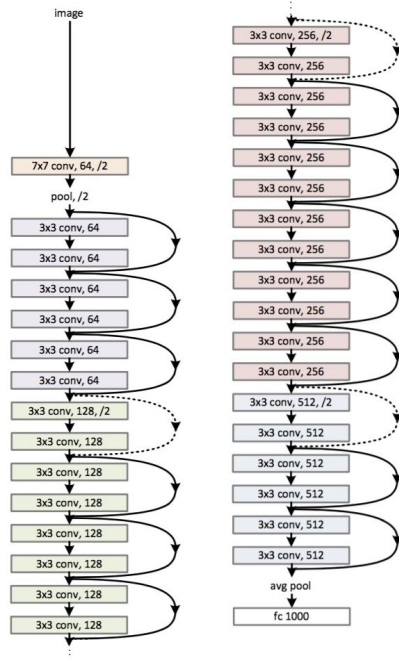 image
7x7 conv, 64, /2
pool, /2
3x3 conv, 64
3x3 conv, 64
3x3 conv, 64
3x3 conv, 64
3x3 conv, 64
3x3 conv, 64
3x3 conv, 128, /2
3x3 conv, 128
3x3 conv, 128
3x3 conv, 128
3x3 conv, 128
3x3 conv, 128
3x3 conv, 128
3x3 conv, 128
3x3 conv, 256, /2
3x3 conv, 256
3x3 conv, 256
3x3 conv, 256
3x3 conv, 256
3x3 conv, 256
3x3 conv, 256
3x3 conv, 256
3x3 conv, 256
3x3 conv, 256
3x3 conv, 256
3x3 conv, 256
3x3 conv, 512, /2
3x3 conv, 512
3x3 conv, 512
3x3 conv, 512
3x3 conv, 512
3x3 conv, 512
avg pool
fc 1000